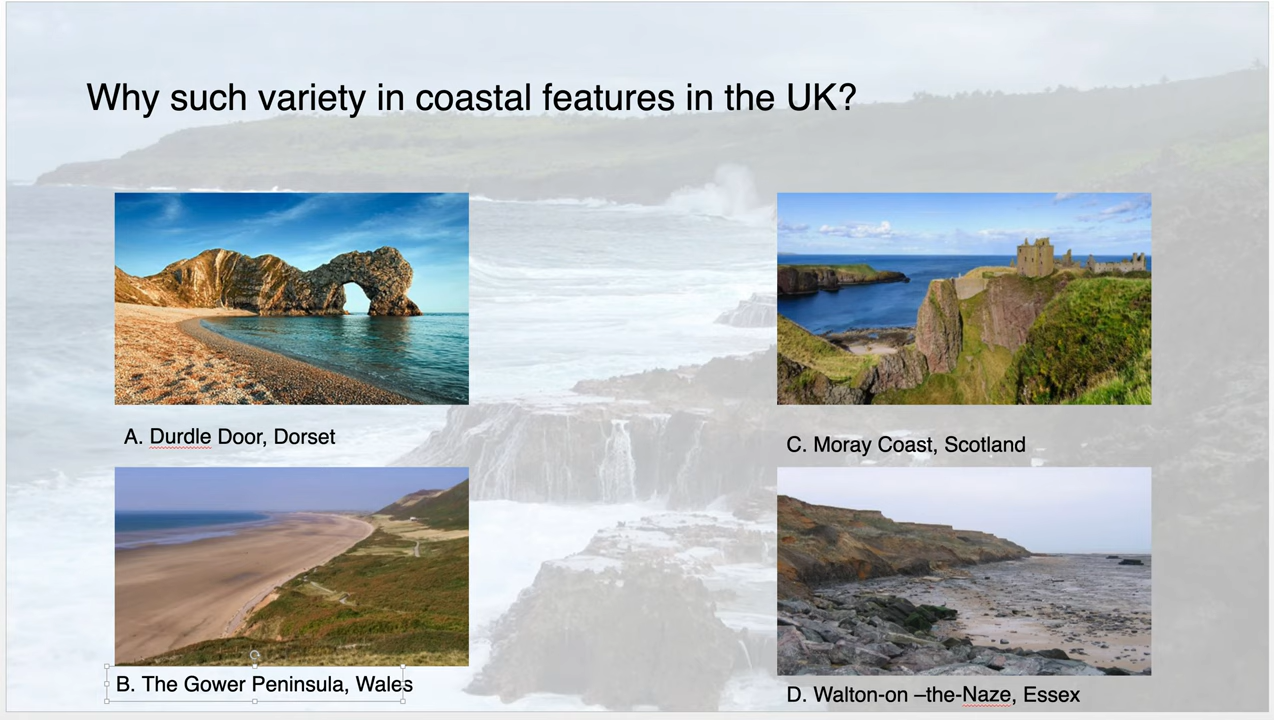 Why such variety in coastal features in the UK?
A. Durdle Door, Dorset
C. Moray Coast, Scotland
B. The Gower Peninsula, Wales
D. Walton-on –the-Naze, Essex